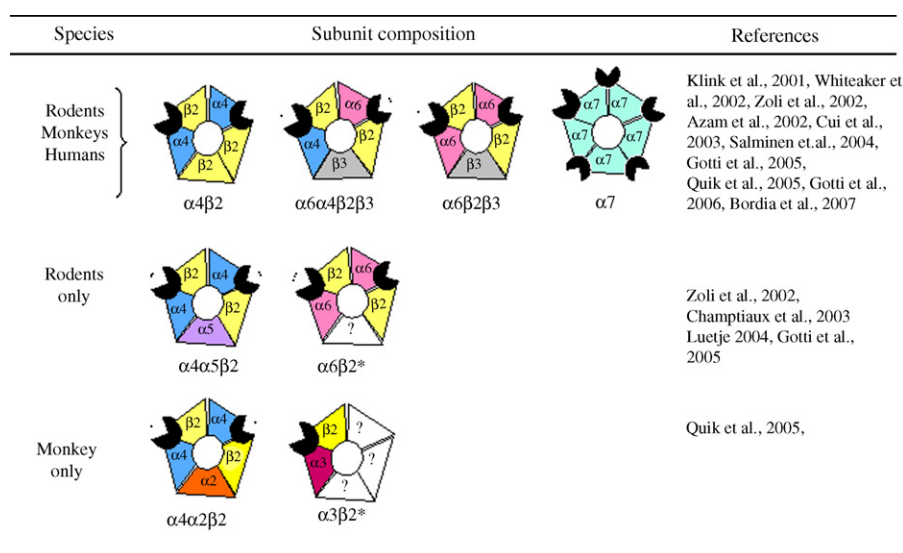 Species Subunit composition References
Rodents
Monkeys
Humans
β2 α4 α4 β2 β2
α4β2
β2 α6 α4 β2 β3
α6α4β2β3
β2 α6 α6 β2 β3
α6β2β3
α7 α7 α7 α7 α7
α7
Klink et al., 2001, Whiteaker et
al., 2002, Zoli et al., 2002,
Azam et al., 2002, Cui et al.,
2003, Salminen et.al., 2004,
Gotti et al., 2005,
Quik et al., 2005, Gotti et al.,
2006, Bordia et al., 2007
Rodents
only
β2 α4 α4 β2 α5
α4α5β2
β2 α6 α6 β2 ?
α6β2*
Zoli et al., 2002,
Champtiaux et al., 2003
Luetje 2004, Gotti et al.,
2005
Monkey
only
β2 α4 α4 β2 α2
α4α2β2
β2 ? α3 ? ?
α3β2*
Quik et al., 2005,